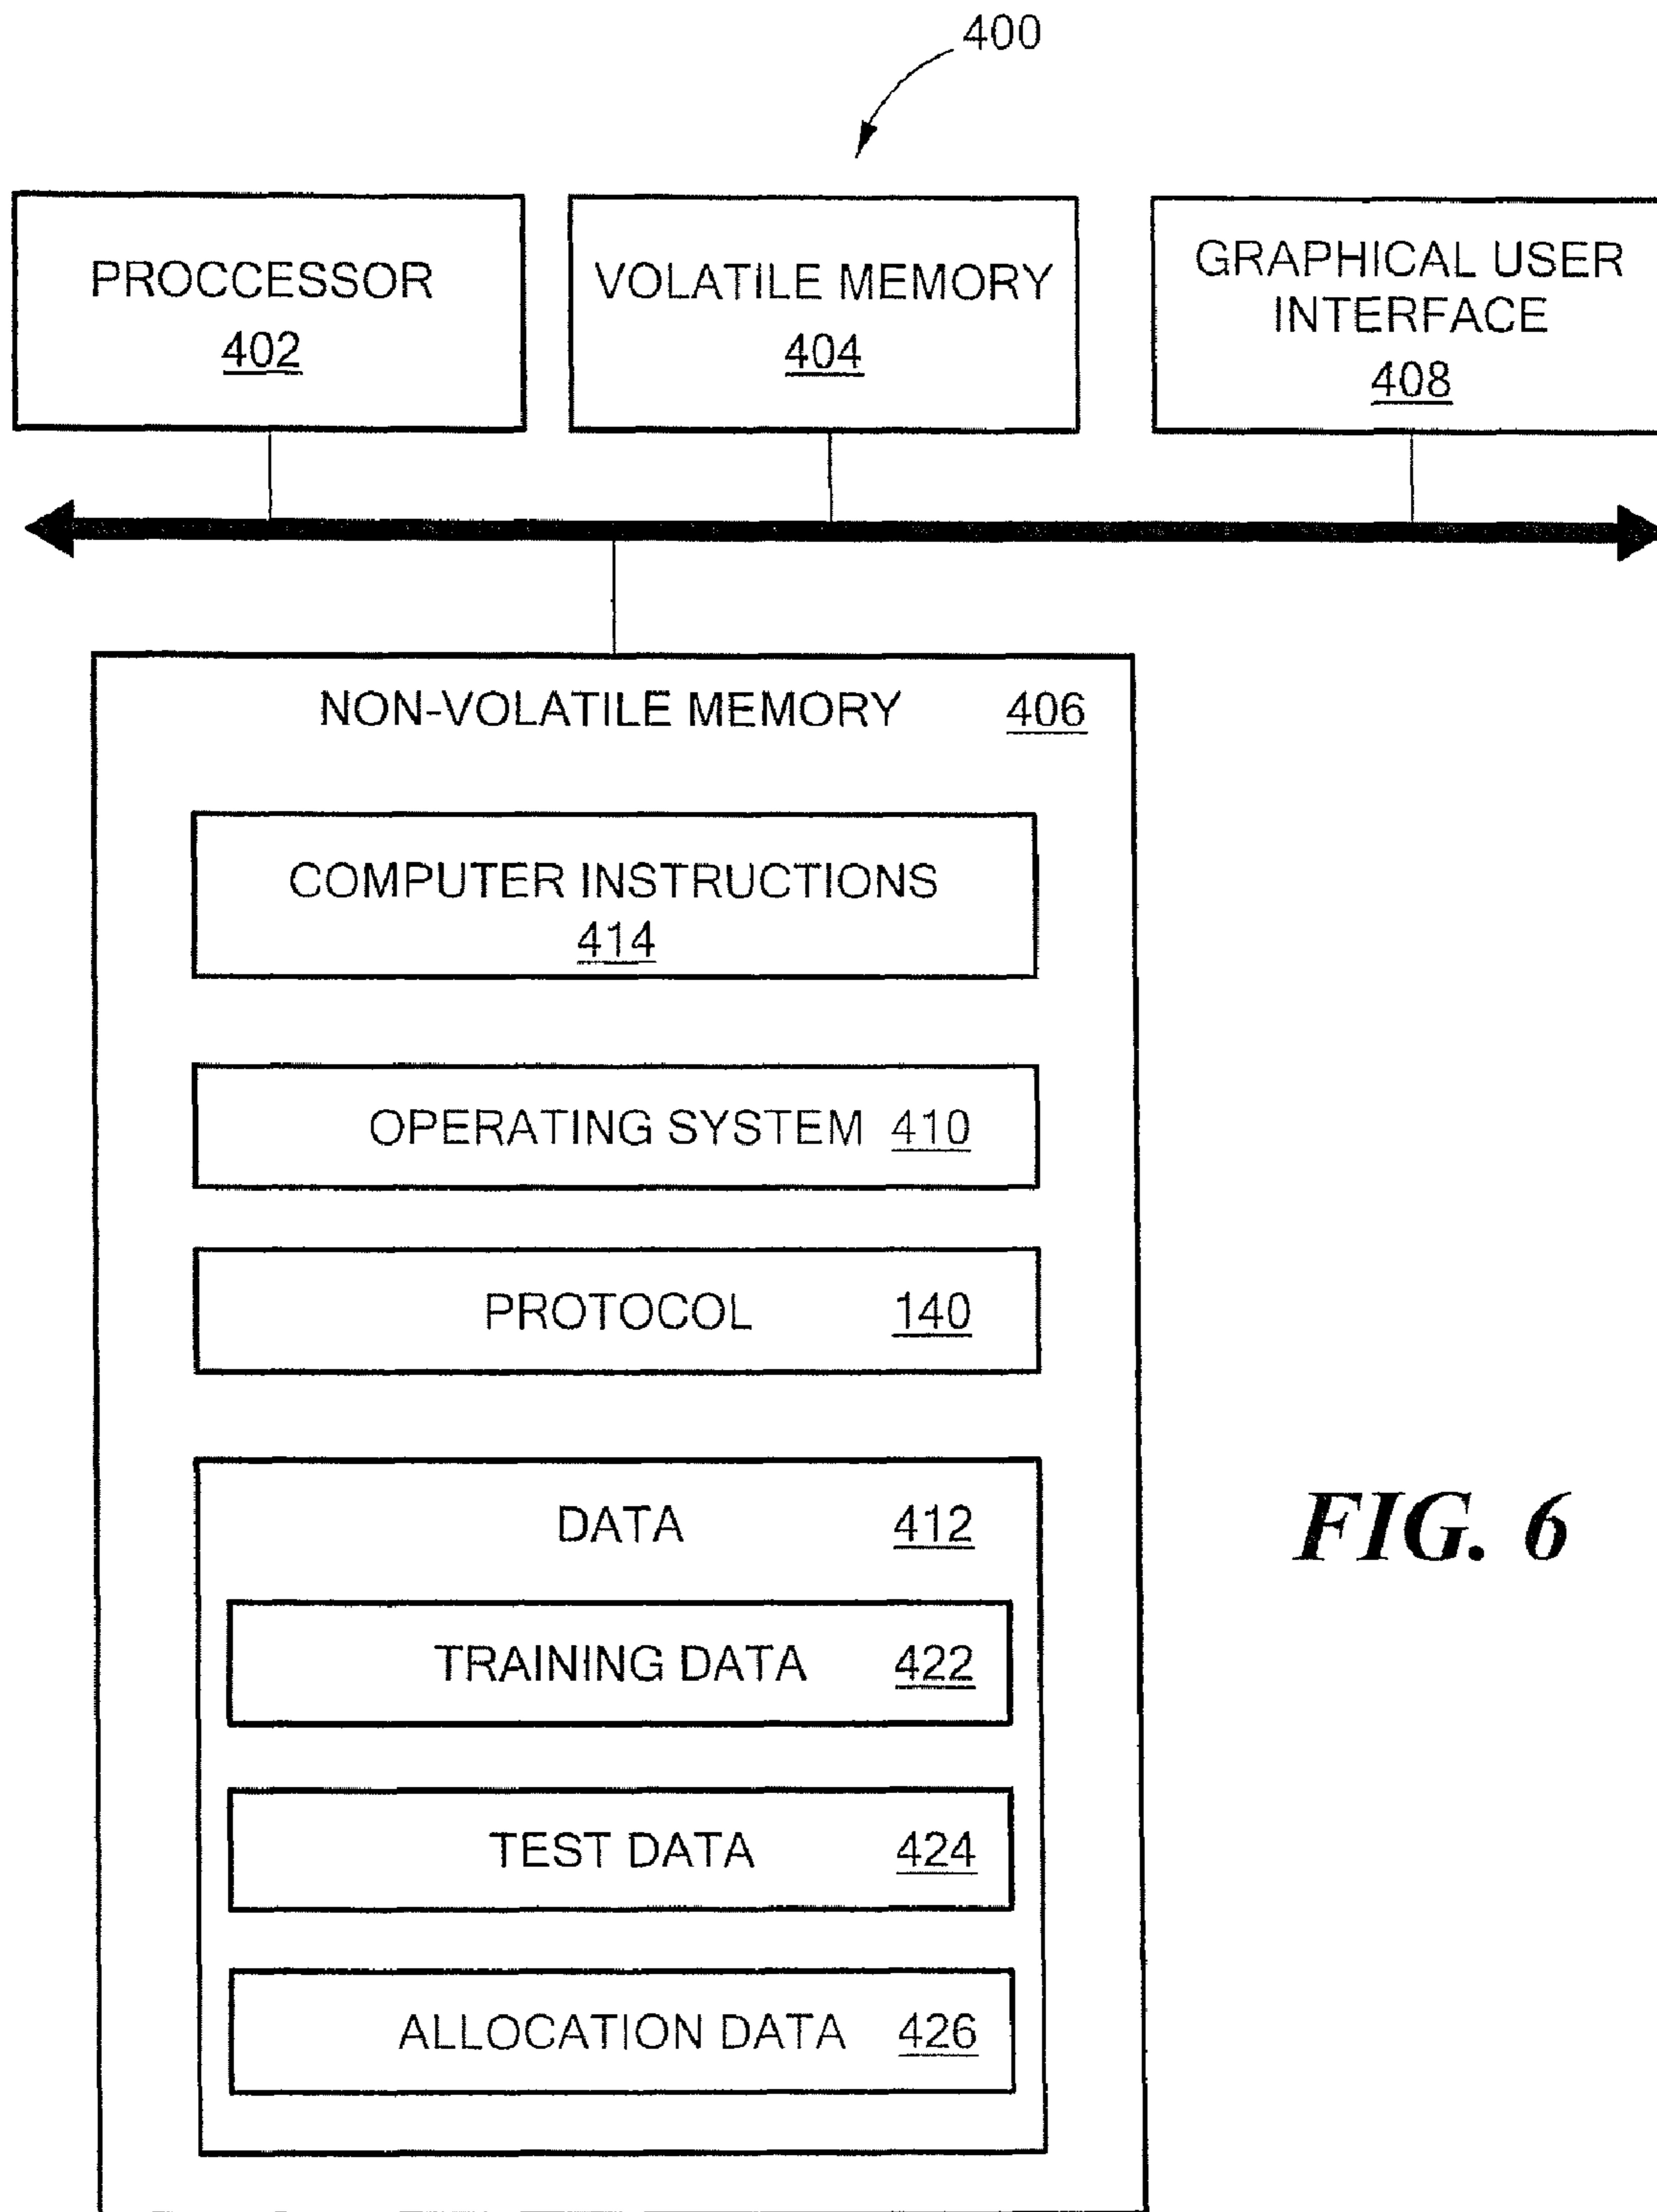 400
PROCCESSOR
402
VOLATILE MEMORY
404
GRAPHICAL USER
INTERFACE
408
NON-VOLATILE MEMORY 406
COMPUTER INSTRUCTIONS
414
OPERATING SYSTEM 410
PROTOCOL 140
DATA 412
TRAINING DATA 422
TEST DATA 424
ALLOCATION DATA 426
FIG. 6